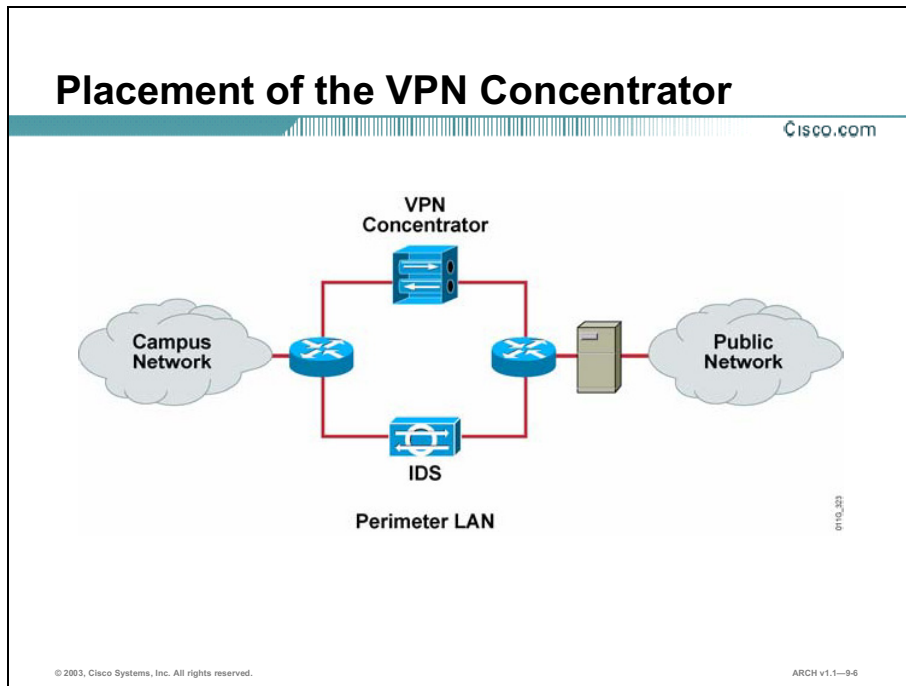 Placement of the VPN Concentrator
Cisco.com
VPN
Concentrator
Campus
Network
Public
Network
IDS
Perimeter LAN
011G_323
© 2003, Cisco Systems, Inc. All rights reserved.
ARCH v1.1—9-6